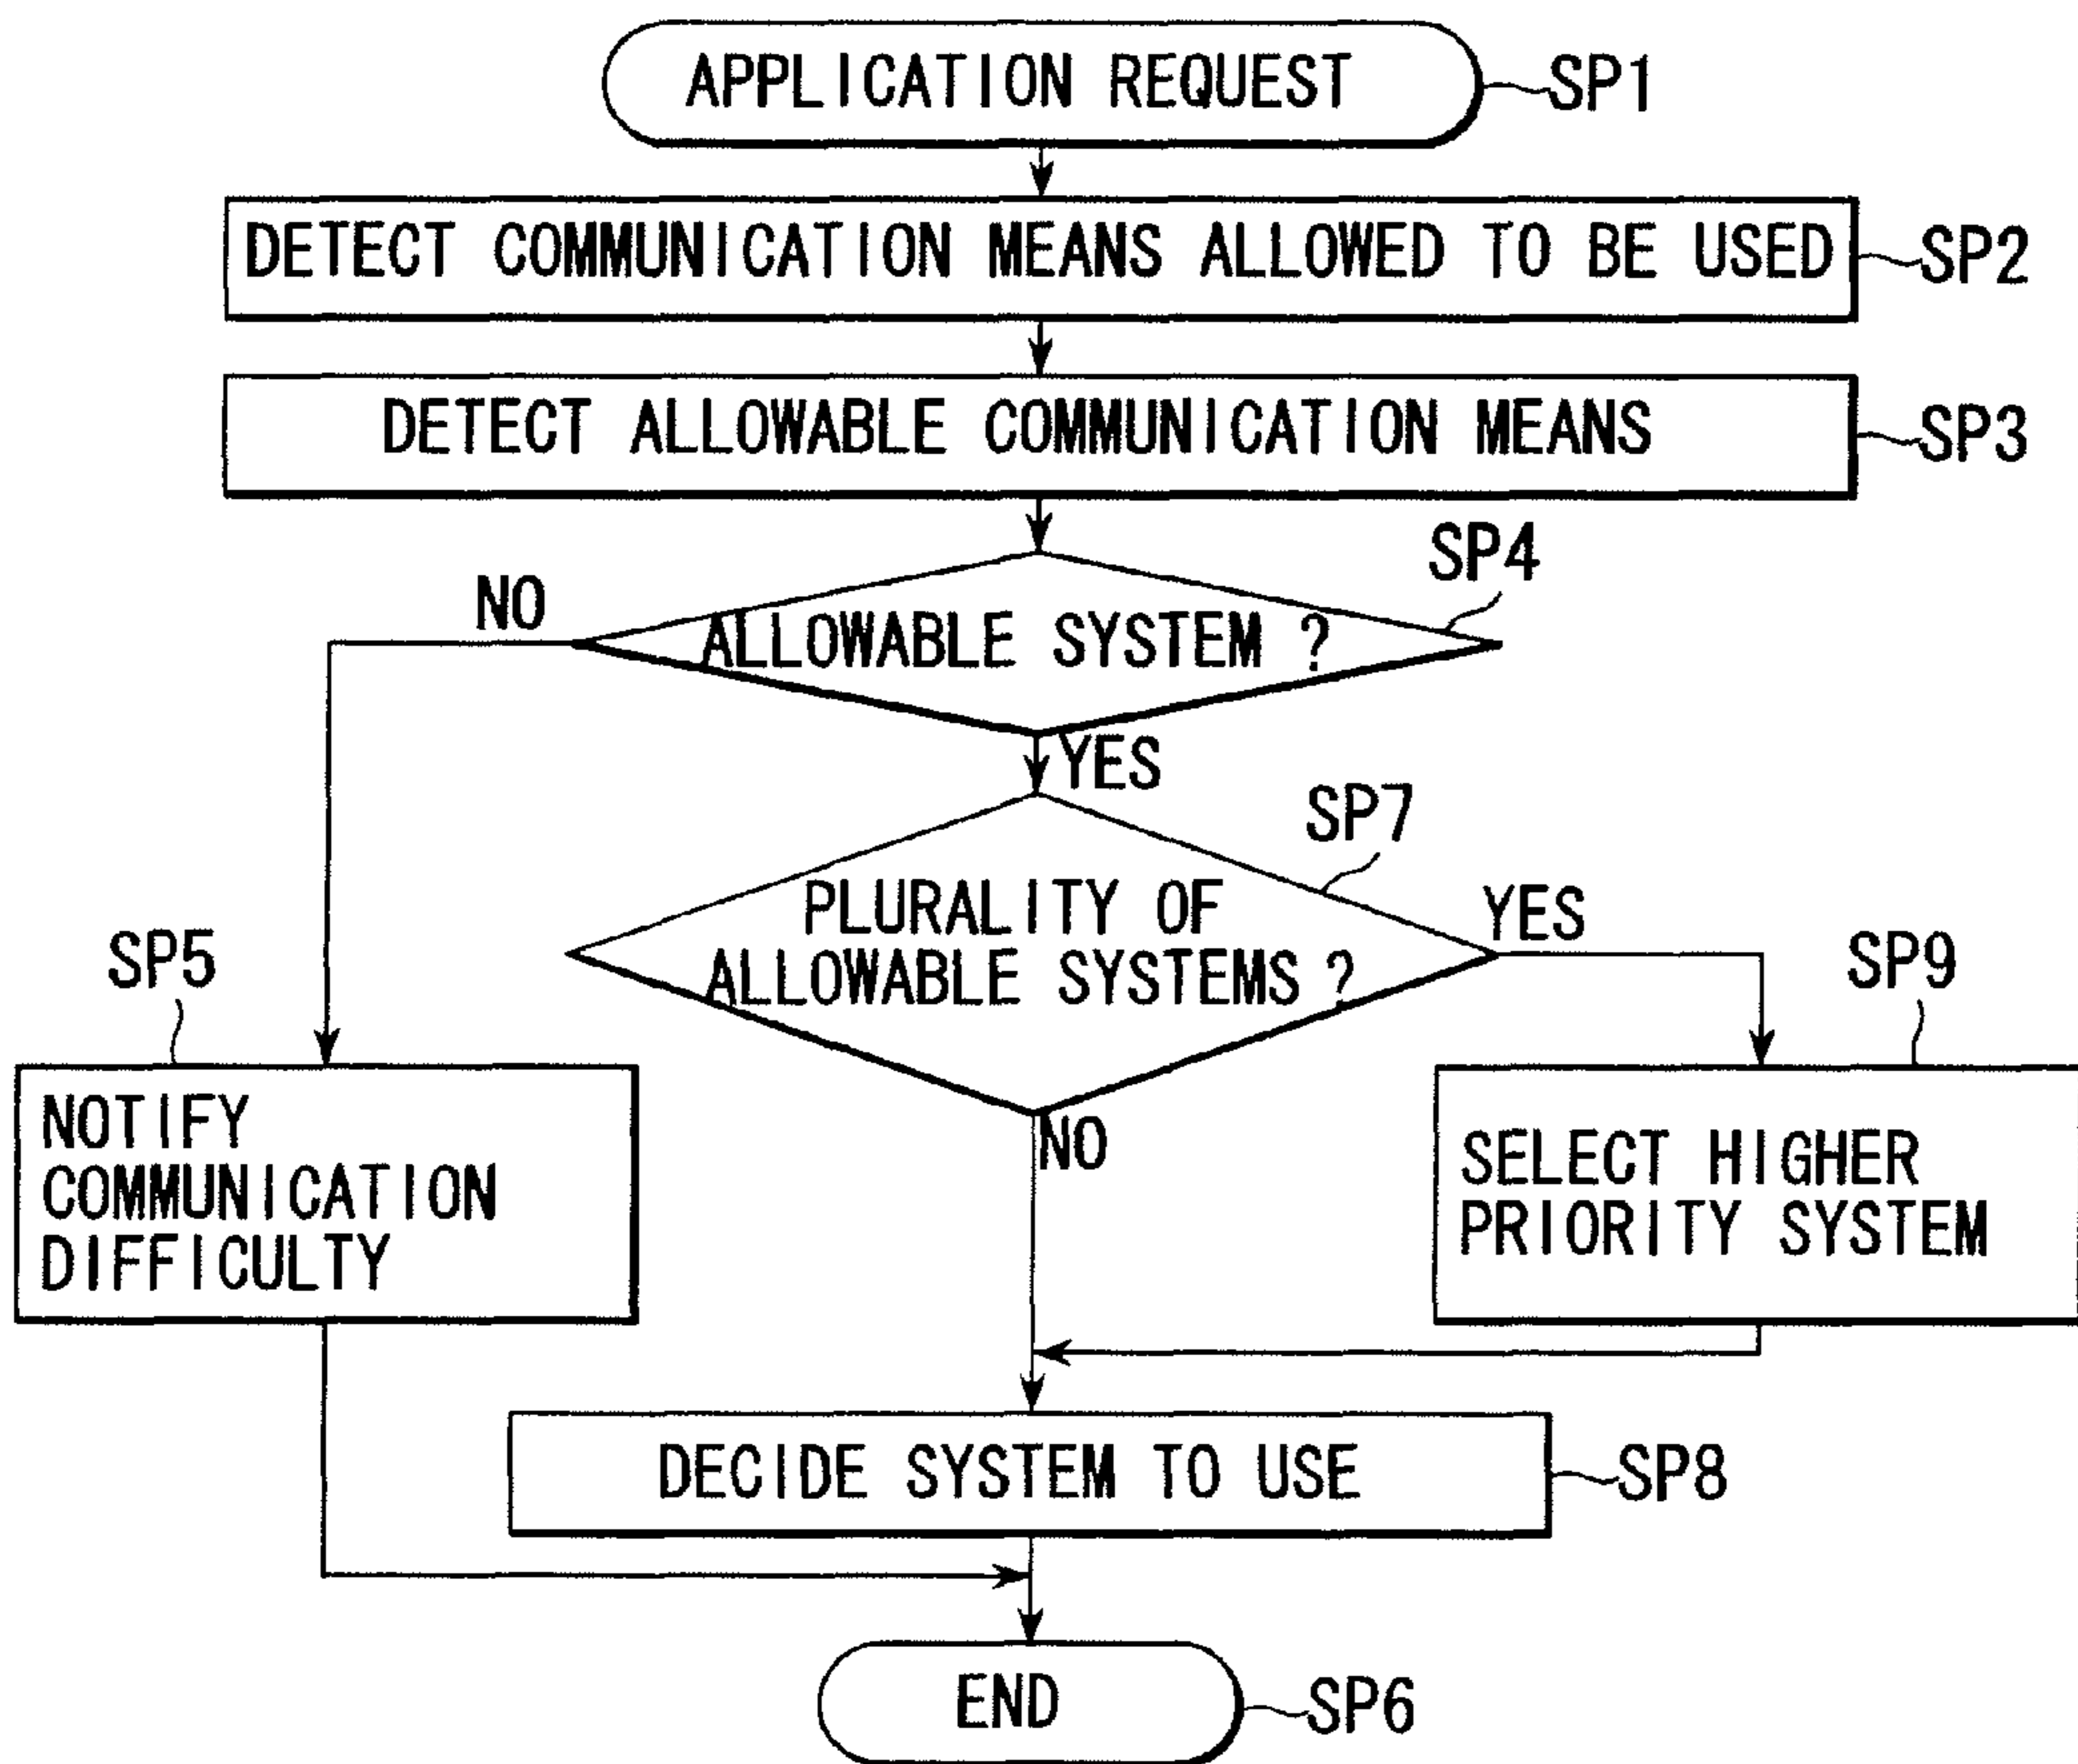 APPLICATION REQUEST
SP1
DETECT COMMUNICATION MEANS ALLOWED TO BE USED
SP2
DETECT ALLOWABLE COMMUNICATION MEANS
SP3
SP4
NO
ALLOWABLE SYSTEM ?
YES
SP7
PLURALITY OF
ALLOWABLE SYSTEMS ?
YES
SP5
SP9
NOTIFY
COMMUNICATION
DIFFICULTY
NO
SELECT HIGHER
PRIORITY SYSTEM
DECIDE SYSTEM TO USE
SP8
END
SP6